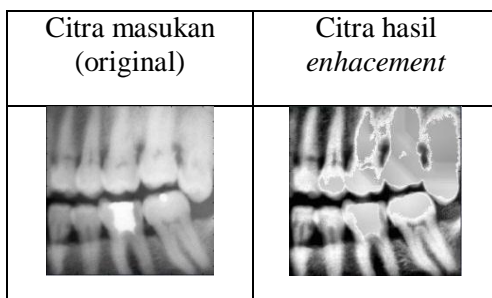 Citra masukan
(original)
Citra hasil
enhacement